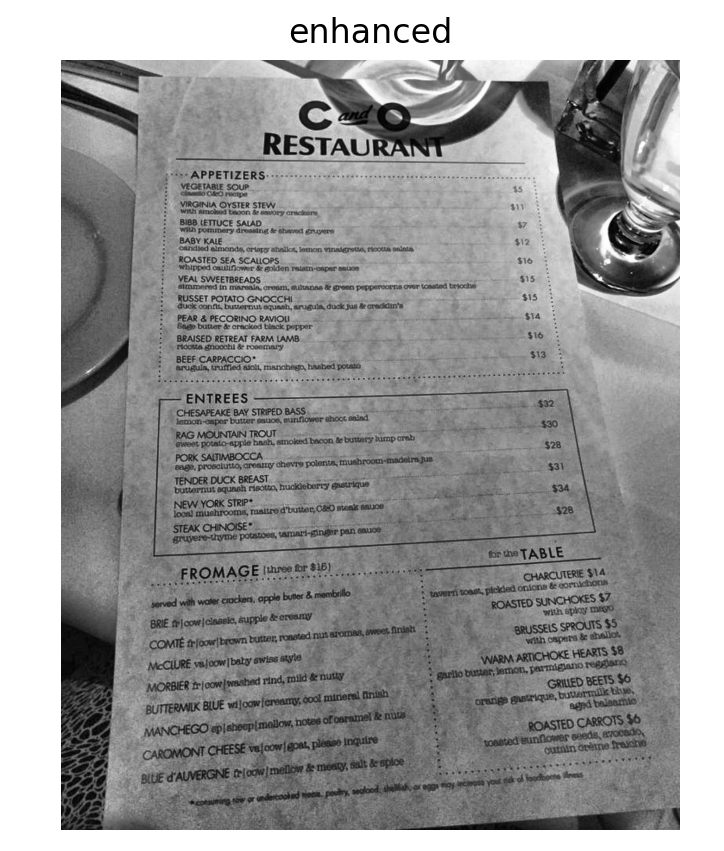 enhanced
C and O
RESTAURANT
APPETIZERS
VEGETABLE SOUP $5
classic C&O recipe
VIRGINIA OYSTER STEW $11
with smoked bacon & savory crackers
BIBB LETTUCE SALAD $7
with pommery dressing & shaved gruyere
BABY KALE $12
candied almonds, crispy shallot, lemon vinaigrette, ricotta salata
ROASTED SEA SCALLOPS $16
whipped cauliflower & golden raisin-caper sauce
VEAL SWEETBREADS $15
simmered in marsala, cream, sultanas & green peppercorns over toasted brioche
RUSSET POTATO GNOCCHI $15
duck confit, butternut squash, arugula, duck jus & cracklin's
PEAR & PECORINO RAVIOLI $14
sage butter & cracked black pepper
BRAISED RETREAT FARM LAMB $16
ricotta gnocchi & rosemary
BEEF CARPACCIO* $13
arugula, truffled aioli, manchego, hashed potato
ENTREES
CHESAPEAKE BAY STRIPED BASS $32
lemon-caper butter sauce, sunflower shoot salad
RAG MOUNTAIN TROUT $30
sweet potato-apple hash, smoked bacon & buttery lump crab
PORK SALTIMBOCCA $28
sage, prosciutto, creamy chevre polenta, mushroom-madeira jus
TENDER DUCK BREAST $31
butternut squash risotto, huckleberry gastrique
NEW YORK STRIP* $34
local mushrooms, maitre d'butter, C&O steak sauce
STEAK CHINOISE* $28
gruyere-thyme potatoes, tamari-ginger pan sauce
FROMAGE (three for $15)
served with water crackers, apple butter & membrillo
BRIE fr|cow|classic, supple & creamy
COMTÉ fr|cow|brown butter, roasted nut aromas, sweet finish
McCLURE va|cow|baby swiss style
MORBIER fr|cow|washed rind, mild & nutty
BUTTERMILK BLUE wi|cow|creamy, cool mineral finish
MANCHEGO sp|sheep|mellow, notes of caramel & nuts
CAROMONT CHEESE va|cow|goat, please inquire
BLUE d'AUVERGNE fr|cow|mellow & meaty, salt & spice
for the TABLE
CHARCUTERIE $14
tavern toast, pickled onions & cornichons
ROASTED SUNCHOKES $7
with spicy mayo
BRUSSELS SPROUTS $5
with capers & shallot
WARM ARTICHOKE HEARTS $8
garlic butter, lemon, parmigiano reggiano
GRILLED BEETS $6
orange gastrique, buttermilk blue,
aged balsamic
ROASTED CARROTS $6
toasted sunflower seeds, avocado,
cumin crème fraiche
*consuming raw or undercooked meats, poultry, seafood, shellfish, or eggs may increase your risk of foodborne illness